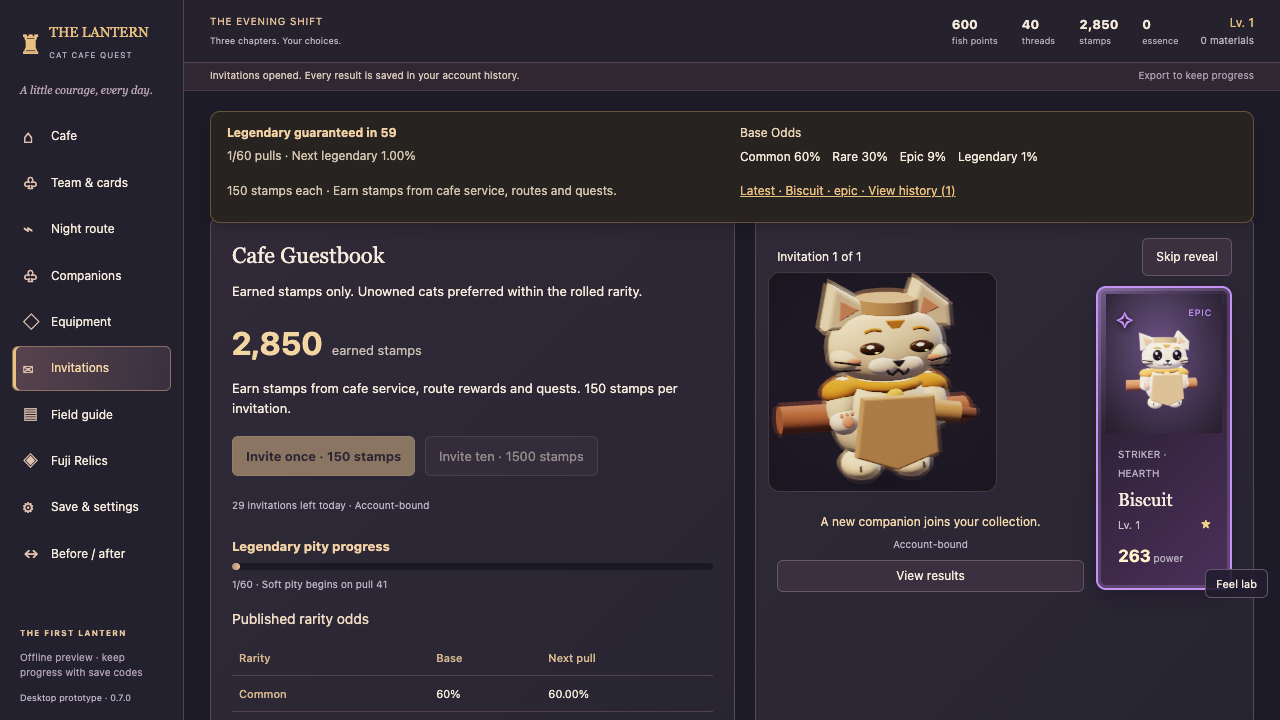 THE LANTERN
CAT CAFE QUEST
A little courage, every day.
Cafe
Team & cards
Night route
Companions
Equipment
Invitations
Field guide
Fuji Relics
Save & settings
Before / after
THE FIRST LANTERN
Offline preview · keep
progress with save codes
Desktop prototype · 0.7.0
THE EVENING SHIFT
Three chapters. Your choices.
600
fish points
40
threads
2,850
stamps
0
essence
Lv. 1
0 materials
Invitations opened. Every result is saved in your account history.
Export to keep progress
Legendary guaranteed in 59
1/60 pulls · Next legendary 1.00%
150 stamps each · Earn stamps from cafe service, routes and quests.
Base Odds
Common 60% Rare 30% Epic 9% Legendary 1%
Latest · Biscuit · epic · View history (1)
Cafe Guestbook
Earned stamps only. Unowned cats preferred within the rolled rarity.
2,850 earned stamps
Earn stamps from cafe service, route rewards and quests. 150 stamps per
invitation.
Invite once · 150 stamps
Invite ten · 1500 stamps
29 invitations left today · Account-bound
Legendary pity progress
1/60 · Soft pity begins on pull 41
Published rarity odds
Rarity Base Next pull
Common 60% 60.00%
Invitation 1 of 1
Skip reveal
A new companion joins your collection.
Account-bound
View results
EPIC
STRIKER ·
HEARTH
Biscuit
Lv. 1
263 power
Feel lab